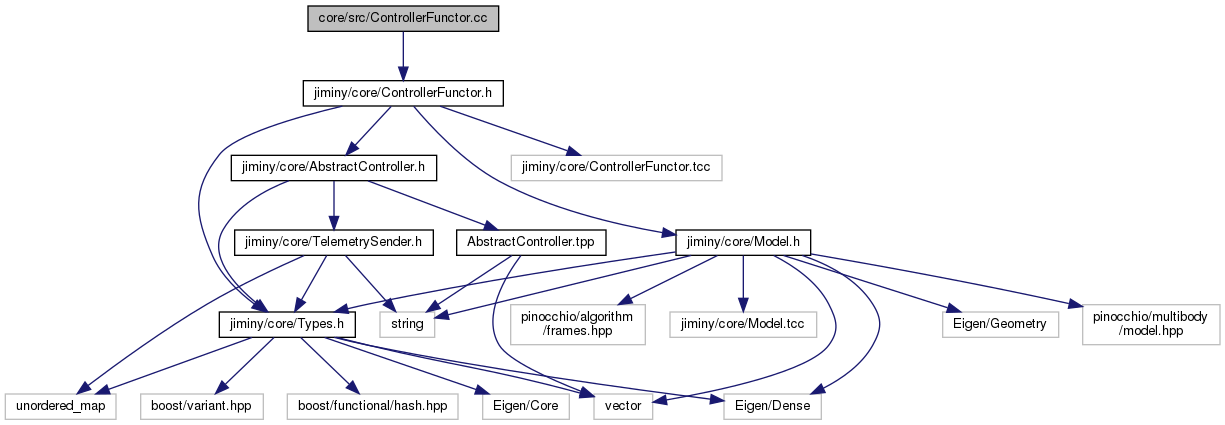 core/src/ControllerFunctor.cc
jiminy/core/ControllerFunctor.h
jiminy/core/AbstractController.h
jiminy/core/ControllerFunctor.tcc
jiminy/core/TelemetrySender.h
AbstractController.tpp
jiminy/core/Model.h
jiminy/core/Types.h
string
pinocchio/algorithm
/frames.hpp
jiminy/core/Model.tcc
Eigen/Geometry
pinocchio/multibody
/model.hpp
unordered_map
boost/variant.hpp
boost/functional/hash.hpp
Eigen/Core
vector
Eigen/Dense